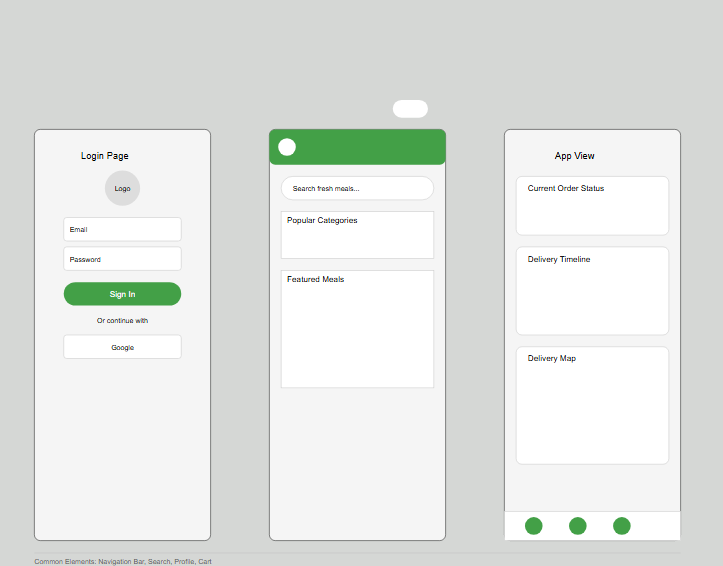 Login Page
Logo
Email
Password
Sign In
Or continue with
Google
Search fresh meals...
Popular Categories
Featured Meals
App View
Current Order Status
Delivery Timeline
Delivery Map
Common Elements: Navigation Bar, Search, Profile, Cart